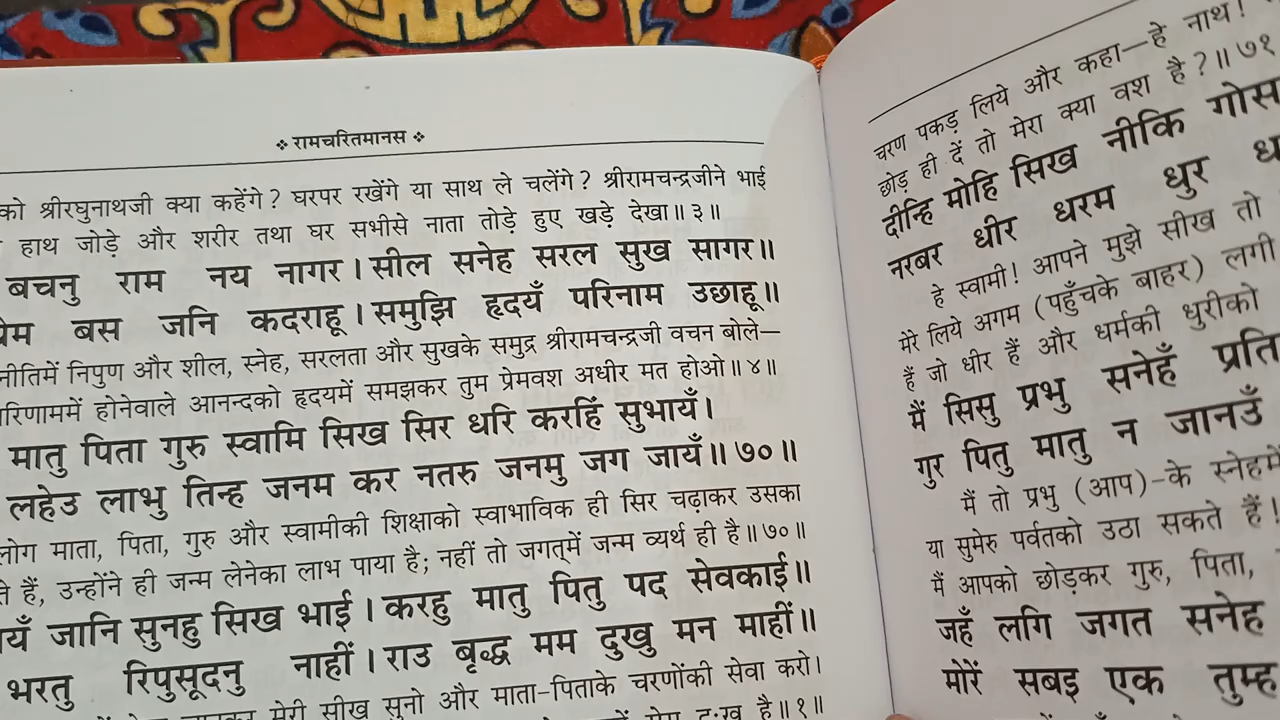 ❖ रामचरितमानस ❖
को श्रीरघुनाथजी क्या कहेंगे? घरपर रखेंगे या साथ ले चलेंगे? श्रीरामचन्द्रजीने भाई
हाथ जोड़े और शरीर तथा घर सभीसे नाता तोड़े हुए खड़े देखा॥३॥
बचनु राम नय नागर। सील सनेह सरल सुख सागर॥
बस जनि कदराहू। समुझि हृदयँ परिनाम उछाहू॥
नीतिमें निपुण और शील, स्नेह, सरलता और सुखके समुद्र श्रीरामचन्द्रजी वचन बोले—
होनेवाले आनन्दको हृदयमें समझकर तुम प्रेमवश अधीर मत होओ॥४॥
मातु पिता गुरु स्वामि सिख सिर धरि करहिं सुभायँ।
लहेउ लाभु तिन्ह जनम कर नतरु जनमु जग जायँ॥७०॥
लोग माता, पिता, गुरु और स्वामीकी शिक्षाको स्वाभाविक ही सिर चढ़ाकर उसका
हैं, उन्होंने ही जन्म लेनेका लाभ पाया है; नहीं तो जगत्‌में जन्म व्यर्थ ही है॥७०॥
जानि सुनहु सिख भाई। करहु मातु पितु पद सेवकाई॥
भरतु रिपुसूदनु नाहीं। राउ बृद्ध मम दुखु मन माहीं॥
मेरी सीख सुनो और माता-पिताके चरणोंकी सेवा करो।
दुःख है॥१॥
चरण पकड़ लिये और कहा—हे नाथ!
छोड़ ही दें तो मेरा क्या वश है?॥७१
दीन्हि मोहि सिख नीकि
नरबर धीर धरम धुर
हे स्वामी! आपने मुझे सीख तो
मेरे लिये अगम (पहुँचके बाहर) लगी
हैं जो धीर हैं और धर्मकी धुरीको
मैं सिसु प्रभु सनेहँ
गुर पितु मातु न जानउँ
मैं तो प्रभु (आप)-के स्नेहमें
या सुमेरु पर्वतको उठा सकते हैं!
मैं आपको छोड़कर गुरु, पिता,
जहँ लगि जगत सनेह
मोरें सबइ एक तुम्ह